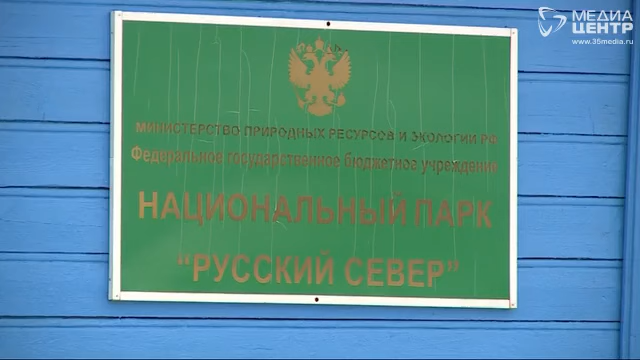 МЕДИА
ЦЕНТР
www.35media.ru
МИНИСТЕРСТВО ПРИРОДНЫХ РЕСУРСОВ И ЭКОЛОГИИ РФ
Федеральное государственное бюджетное учреждение
НАЦИОНАЛЬНЫЙ ПАРК
“РУССКИЙ СЕВЕР”